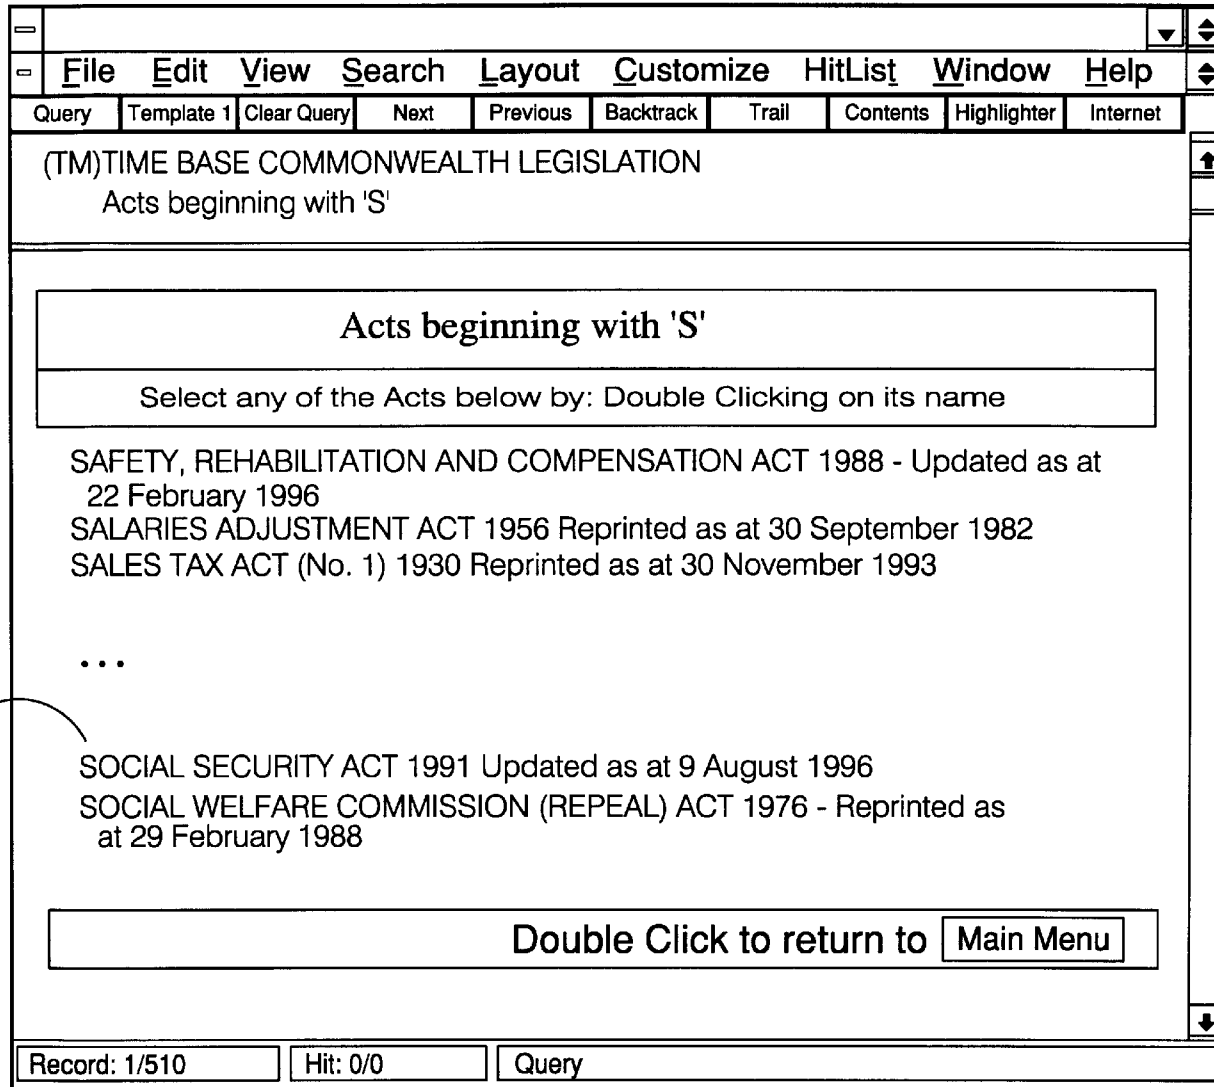 File Edit View Search Layout Customize HitList Window Help
Query Template 1 Clear Query Next Previous Backtrack Trail Contents Highlighter Internet
(TM)TIME BASE COMMONWEALTH LEGISLATION
Acts beginning with 'S'
Acts beginning with 'S'
Select any of the Acts below by: Double Clicking on its name
SAFETY, REHABILITATION AND COMPENSATION ACT 1988 - Updated as at
22 February 1996
SALARIES ADJUSTMENT ACT 1956 Reprinted as at 30 September 1982
SALES TAX ACT (No. 1) 1930 Reprinted as at 30 November 1993
...
SOCIAL SECURITY ACT 1991 Updated as at 9 August 1996
SOCIAL WELFARE COMMISSION (REPEAL) ACT 1976 - Reprinted as
at 29 February 1988
Double Click to return to Main Menu
Record: 1/510 Hit: 0/0 Query